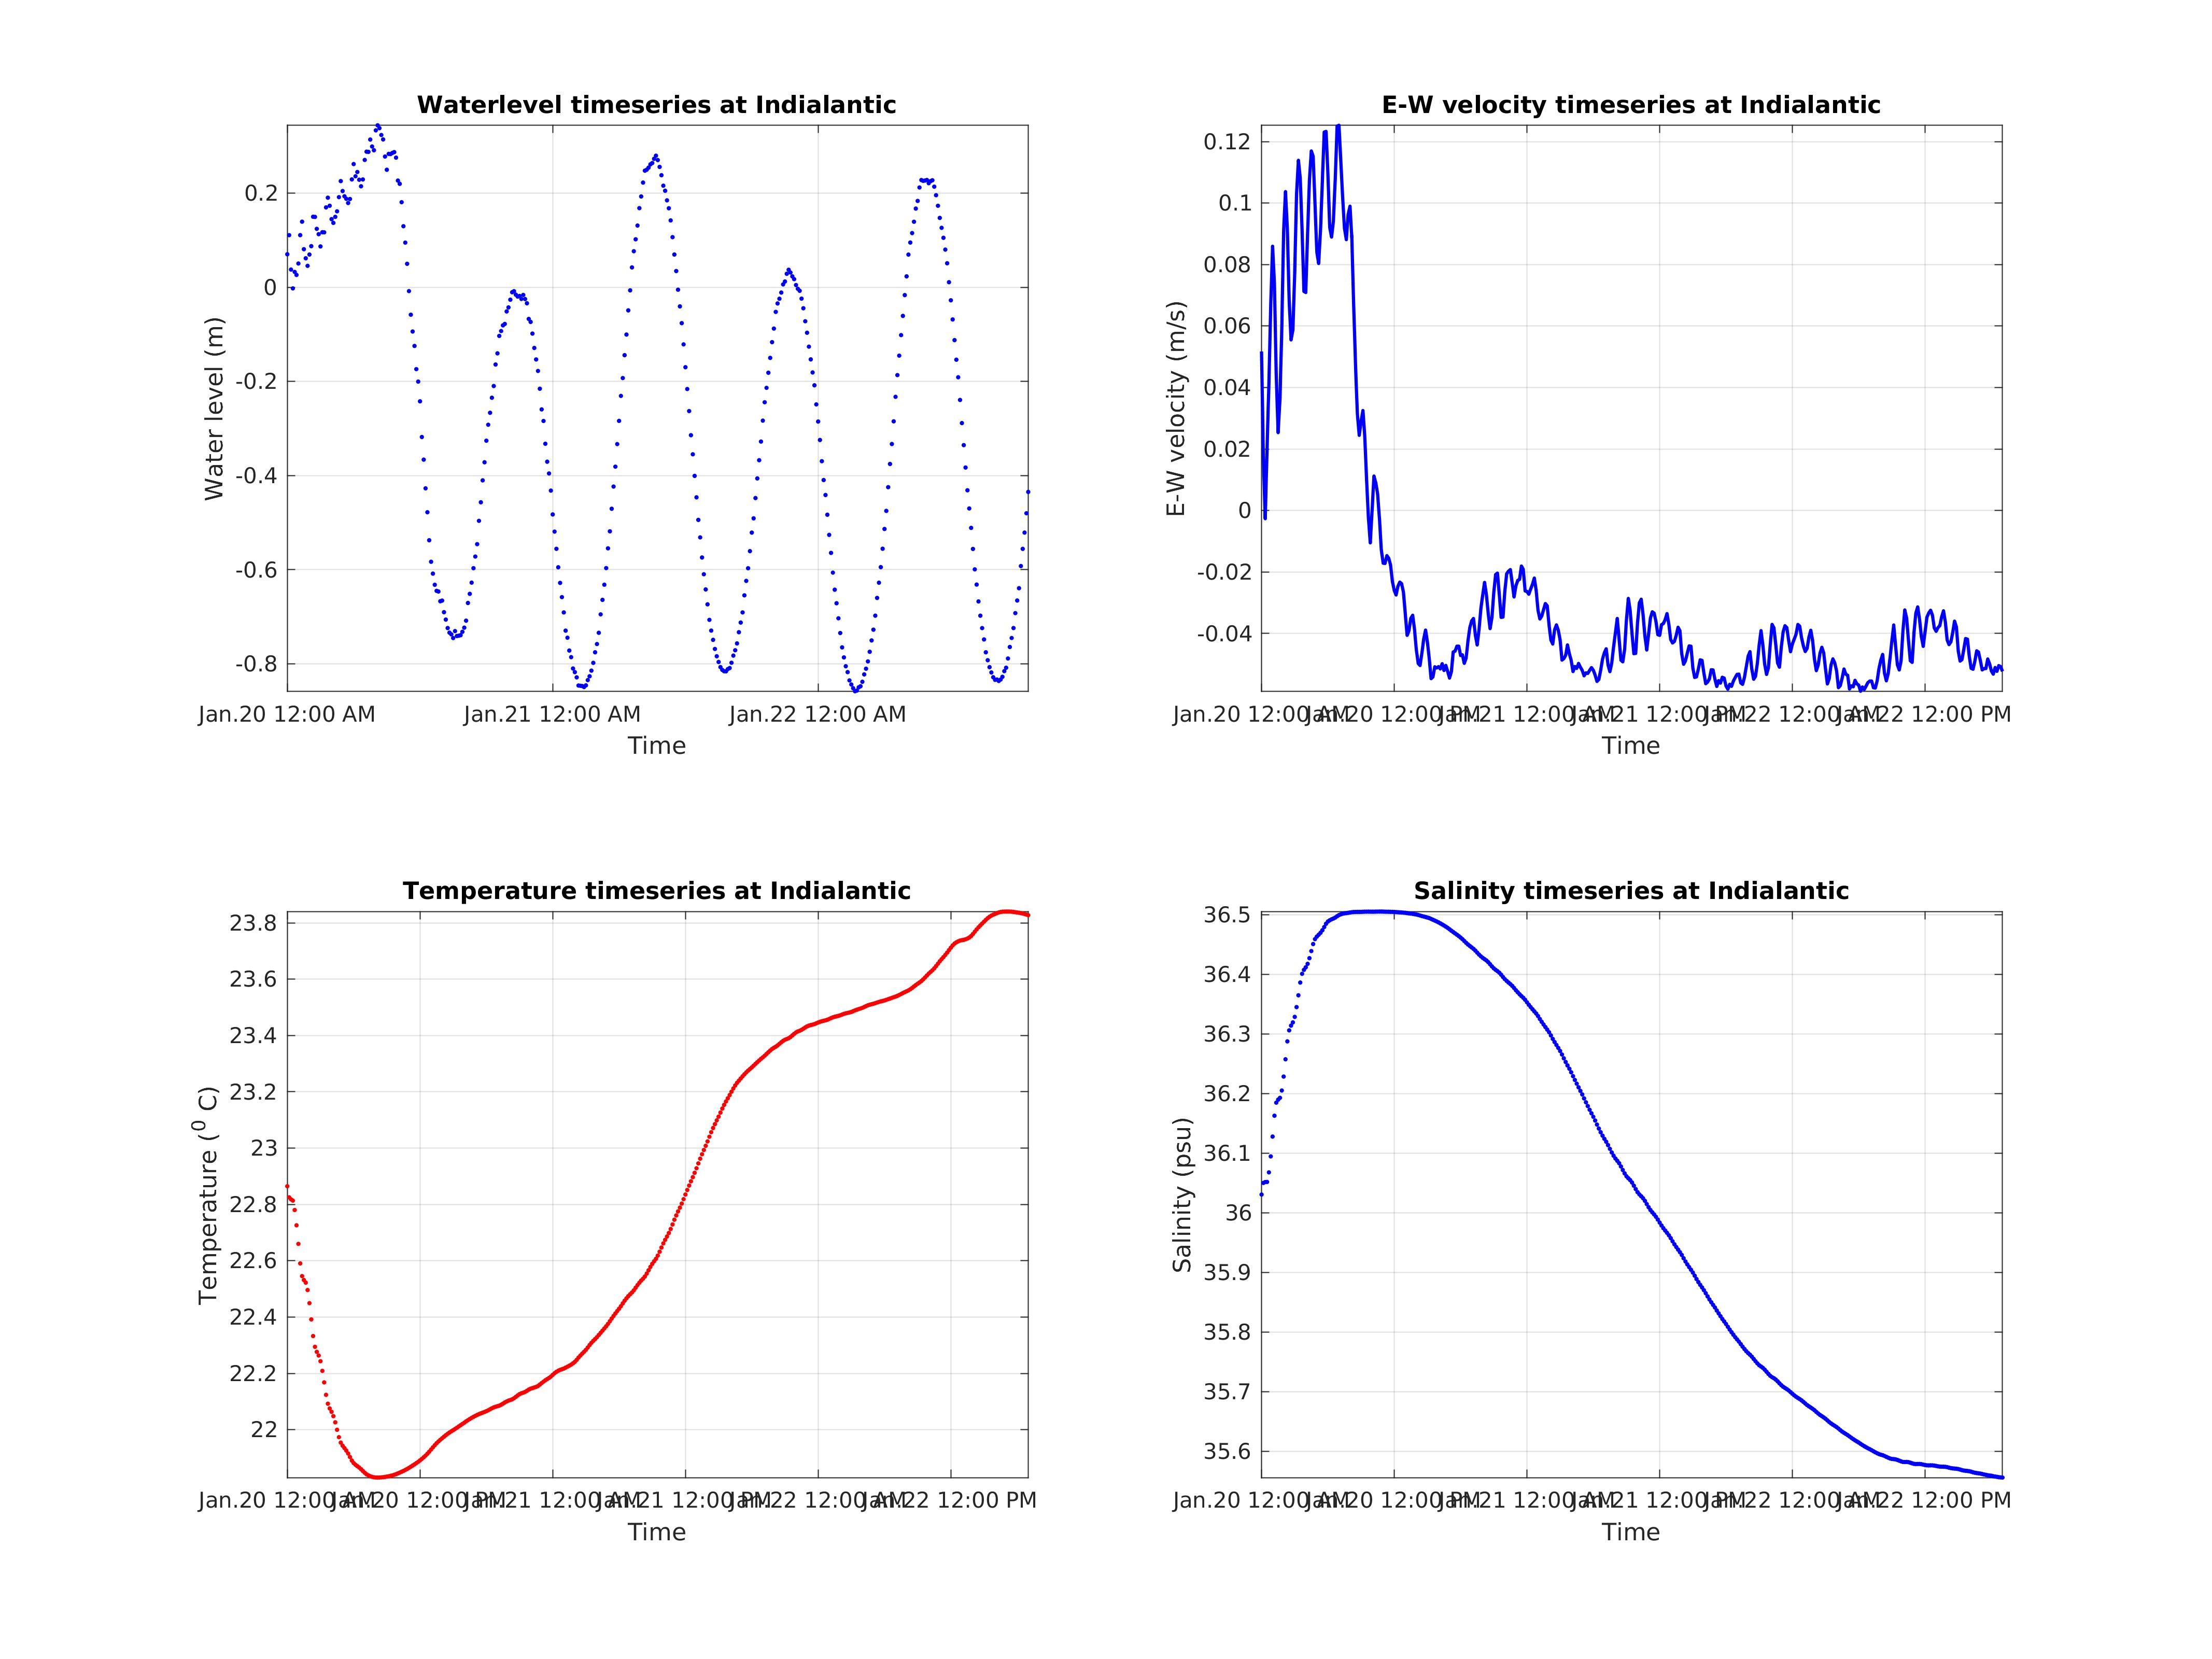 Waterlevel timeseries at Indialantic
Water level (m)
0.2
0
-0.2
-0.4
-0.6
-0.8
Jan.20 12:00 AM
Jan.21 12:00 AM
Jan.22 12:00 AM
Time
E-W velocity timeseries at Indialantic
E-W velocity (m/s)
0.12
0.1
0.08
0.06
0.04
0.02
0
-0.02
-0.04
Jan.20 12:00 AM
Jan.20 12:00 PM
Jan.21 12:00 AM
Jan.21 12:00 PM
Jan.22 12:00 AM
Jan.22 12:00 PM
Time
Temperature timeseries at Indialantic
Temperature (⁰ C)
23.8
23.6
23.4
23.2
23
22.8
22.6
22.4
22.2
22
Jan.20 12:00 AM
Jan.20 12:00 PM
Jan.21 12:00 AM
Jan.21 12:00 PM
Jan.22 12:00 AM
Jan.22 12:00 PM
Time
Salinity timeseries at Indialantic
Salinity (psu)
36.5
36.4
36.3
36.2
36.1
36
35.9
35.8
35.7
35.6
Jan.20 12:00 AM
Jan.20 12:00 PM
Jan.21 12:00 AM
Jan.21 12:00 PM
Jan.22 12:00 AM
Jan.22 12:00 PM
Time